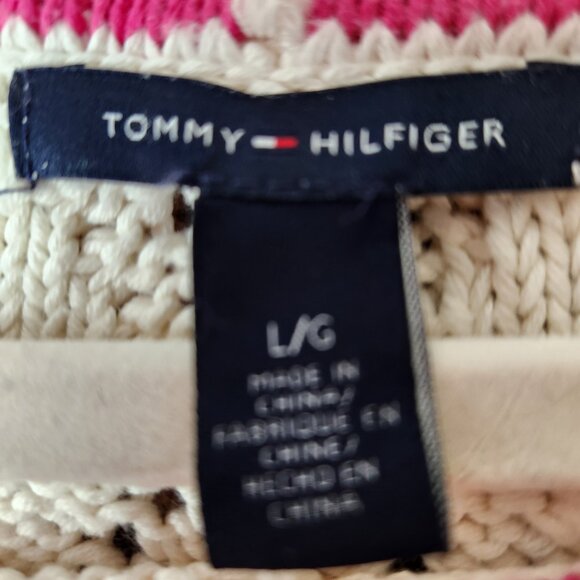 TOMMY HILFIGER
L/G
MADE IN
CHINA/
FABRIQUE EN
CHINE/
HECHO EN
CHINA